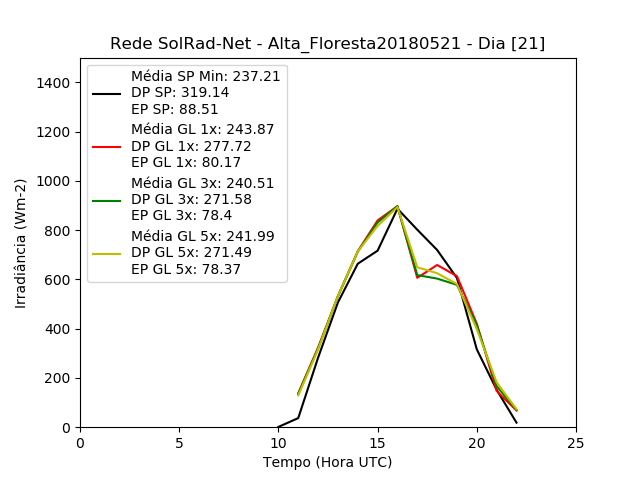 Rede SolRad-Net - Alta_Floresta20180521 - Dia [21]
Média SP Min: 237.21
DP SP: 319.14
EP SP: 88.51
Média GL 1x: 243.87
DP GL 1x: 277.72
EP GL 1x: 80.17
Média GL 3x: 240.51
DP GL 3x: 271.58
EP GL 3x: 78.4
Média GL 5x: 241.99
DP GL 5x: 271.49
EP GL 5x: 78.37
Irradiância (Wm-2)
1400
1200
1000
800
600
400
200
0
0 5 10 15 20 25
Tempo (Hora UTC)